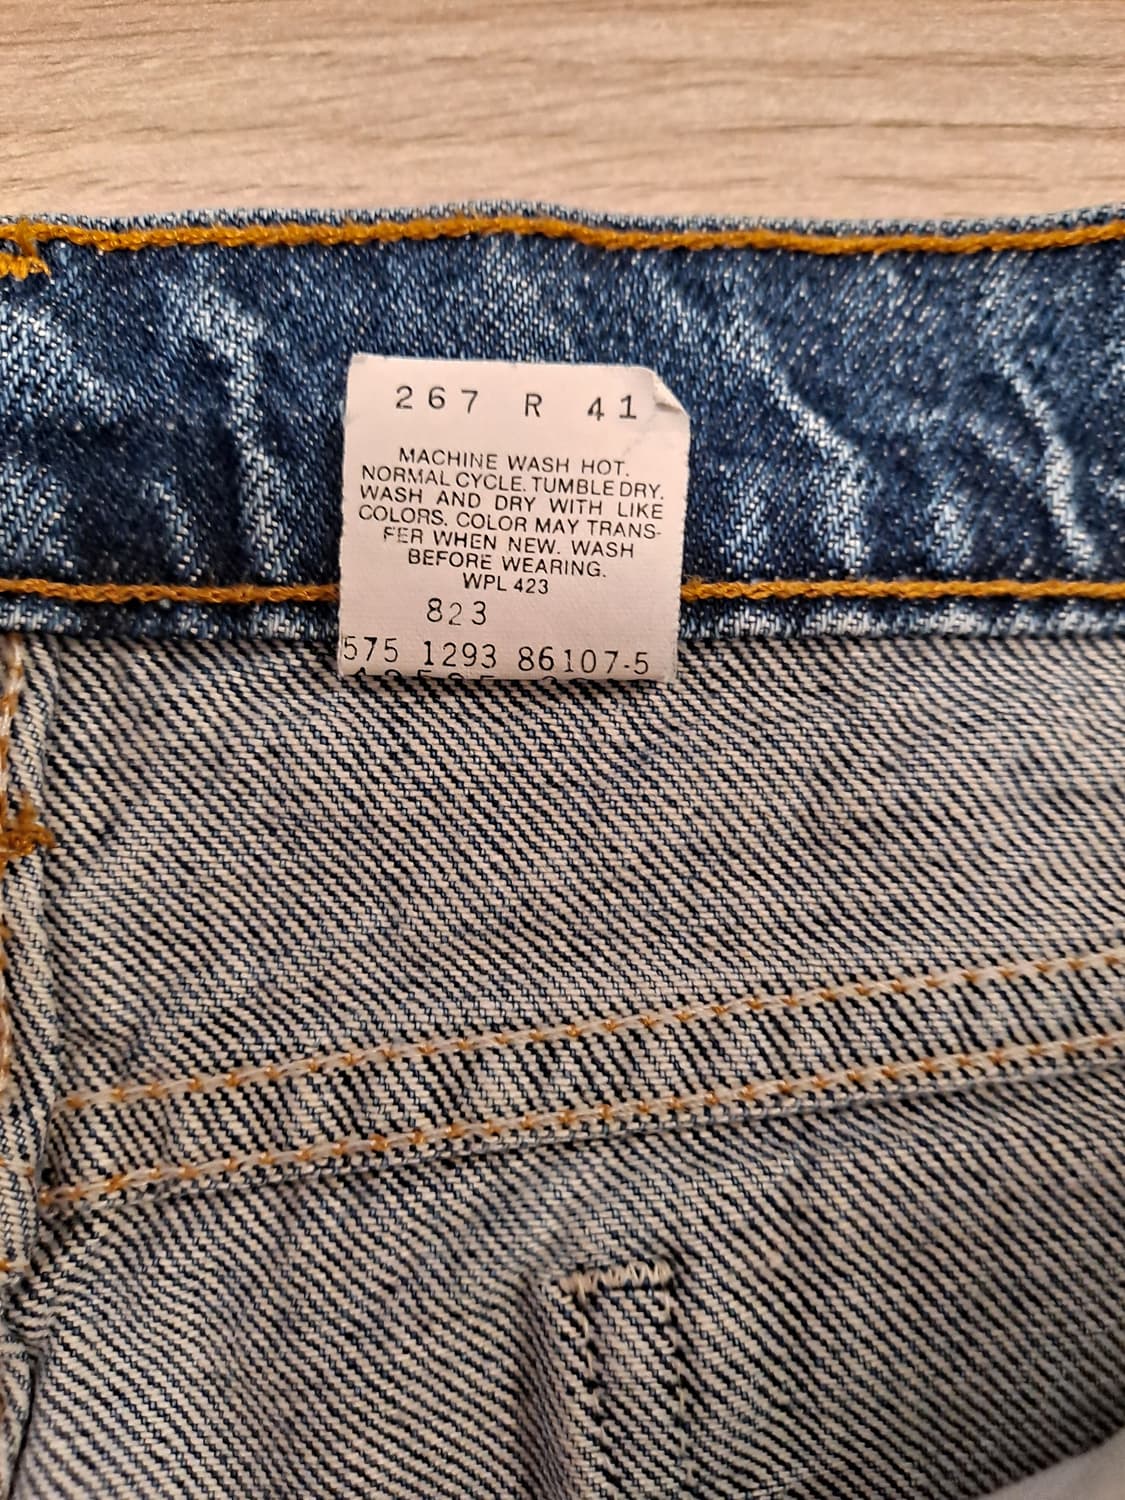 267 R 41
MACHINE WASH HOT.
NORMAL CYCLE. TUMBLE DRY.
WASH AND DRY WITH LIKE
COLORS. COLOR MAY TRANS-
FER WHEN NEW. WASH
BEFORE WEARING.
WPL 423
823
575 1293 86107-5